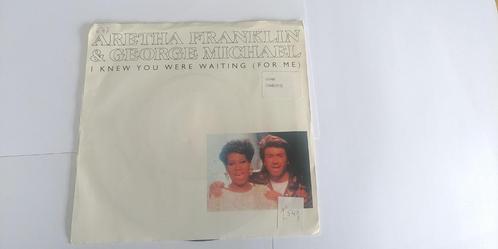 ARETHA FRANKLIN
& GEORGE MICHAEL
I KNEW YOU WERE WAITING (FOR ME)